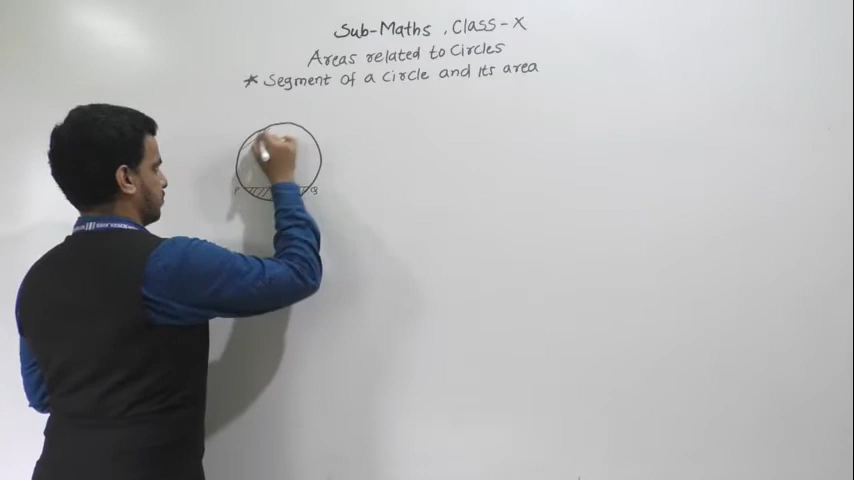 Sub-Maths, Class-X
Areas related to Circles
* Segment of a circle and its area
P Q